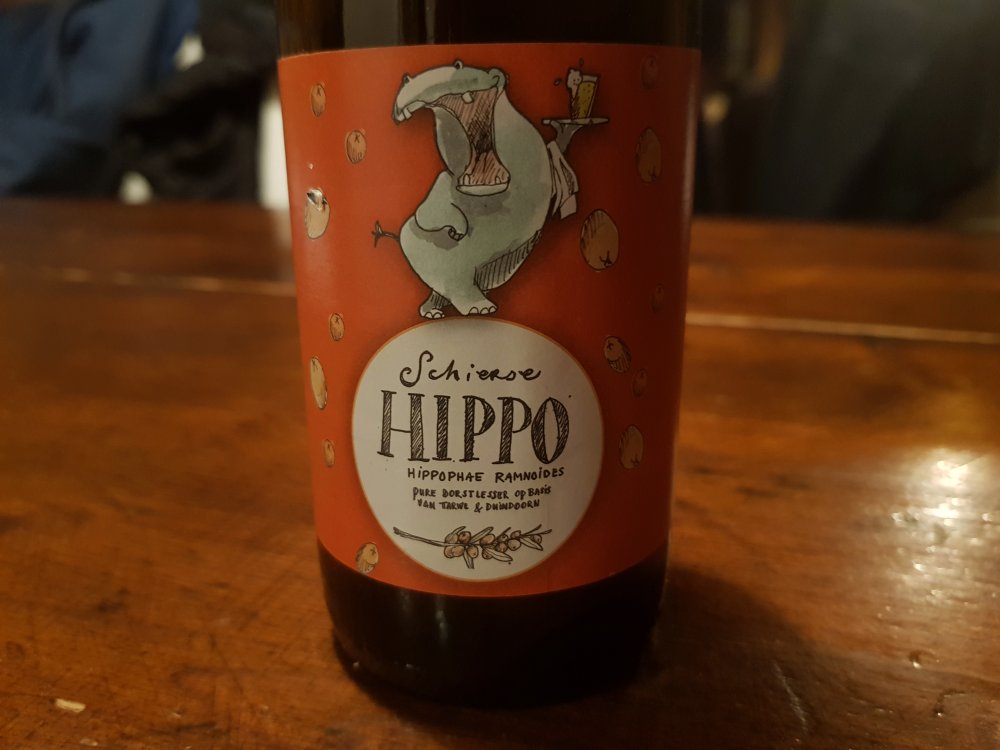 Schierse
HIPPO
HIPPOPHAE RAMNOIDES
PURE DORSTLESSER OP BASIS
VAN TARWE & DUINDOORN